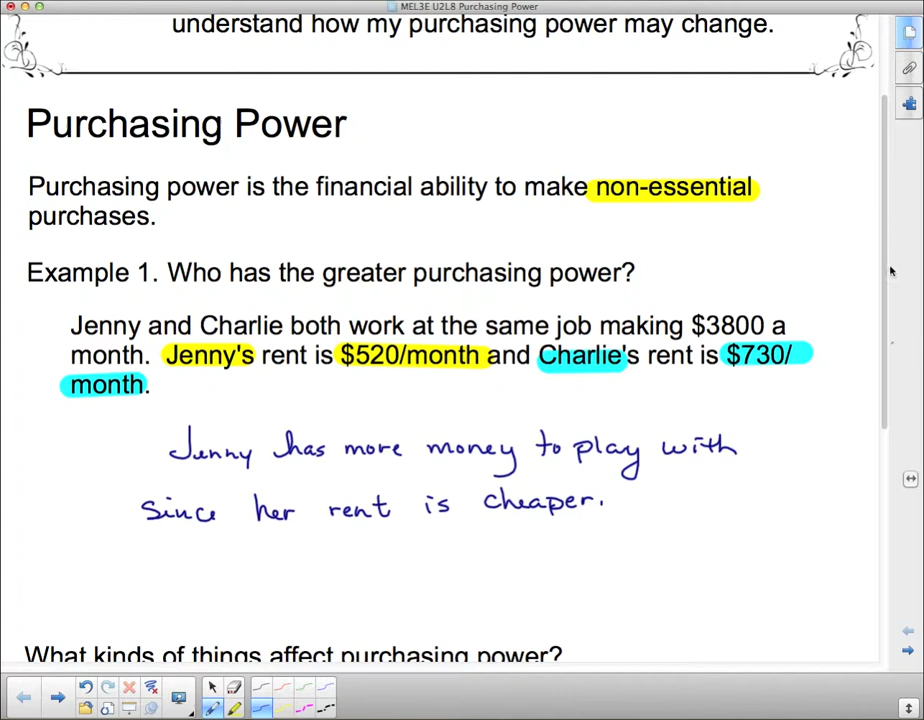 MEL3E U2L8 Purchasing Power
understand how my purchasing power may change.
Purchasing Power
Purchasing power is the financial ability to make non-essential
purchases.
Example 1. Who has the greater purchasing power?
Jenny and Charlie both work at the same job making $3800 a
month. Jenny's rent is $520/month and Charlie's rent is $730/
month.
Jenny has more money to play with
since her rent is cheaper.
What kinds of things affect purchasing power?